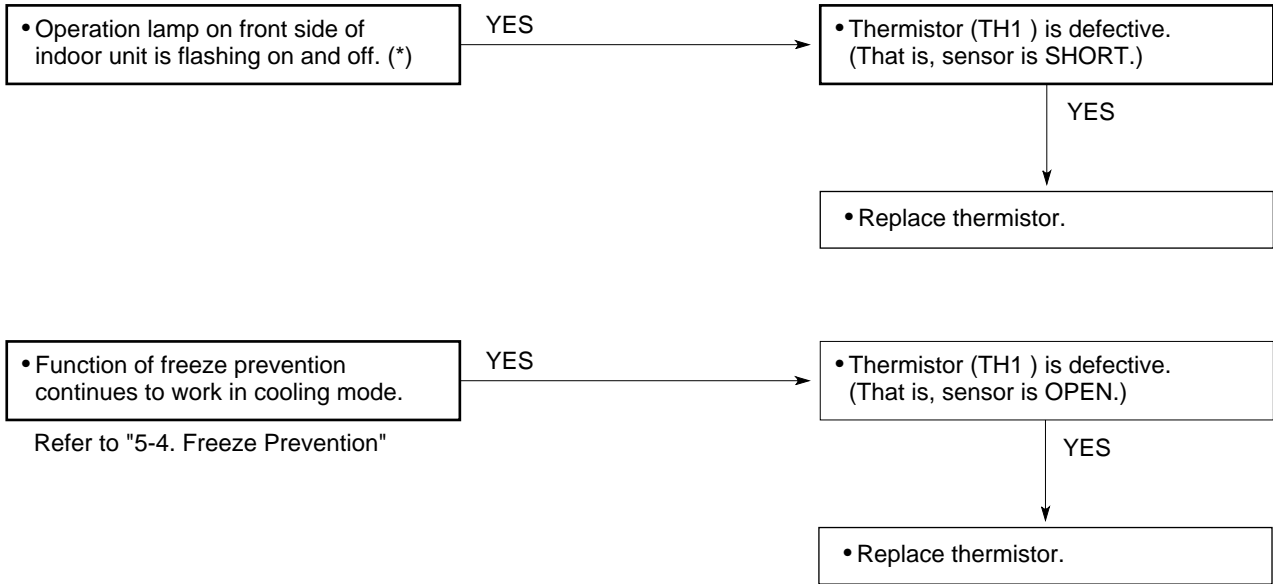 • Operation lamp on front side of
indoor unit is flashing on and off. (*)
YES
• Thermistor (TH1 ) is defective.
(That is, sensor is SHORT.)
YES
• Replace thermistor.
• Function of freeze prevention
continues to work in cooling mode.
YES
• Thermistor (TH1 ) is defective.
(That is, sensor is OPEN.)
Refer to "5-4. Freeze Prevention"
YES
• Replace thermistor.